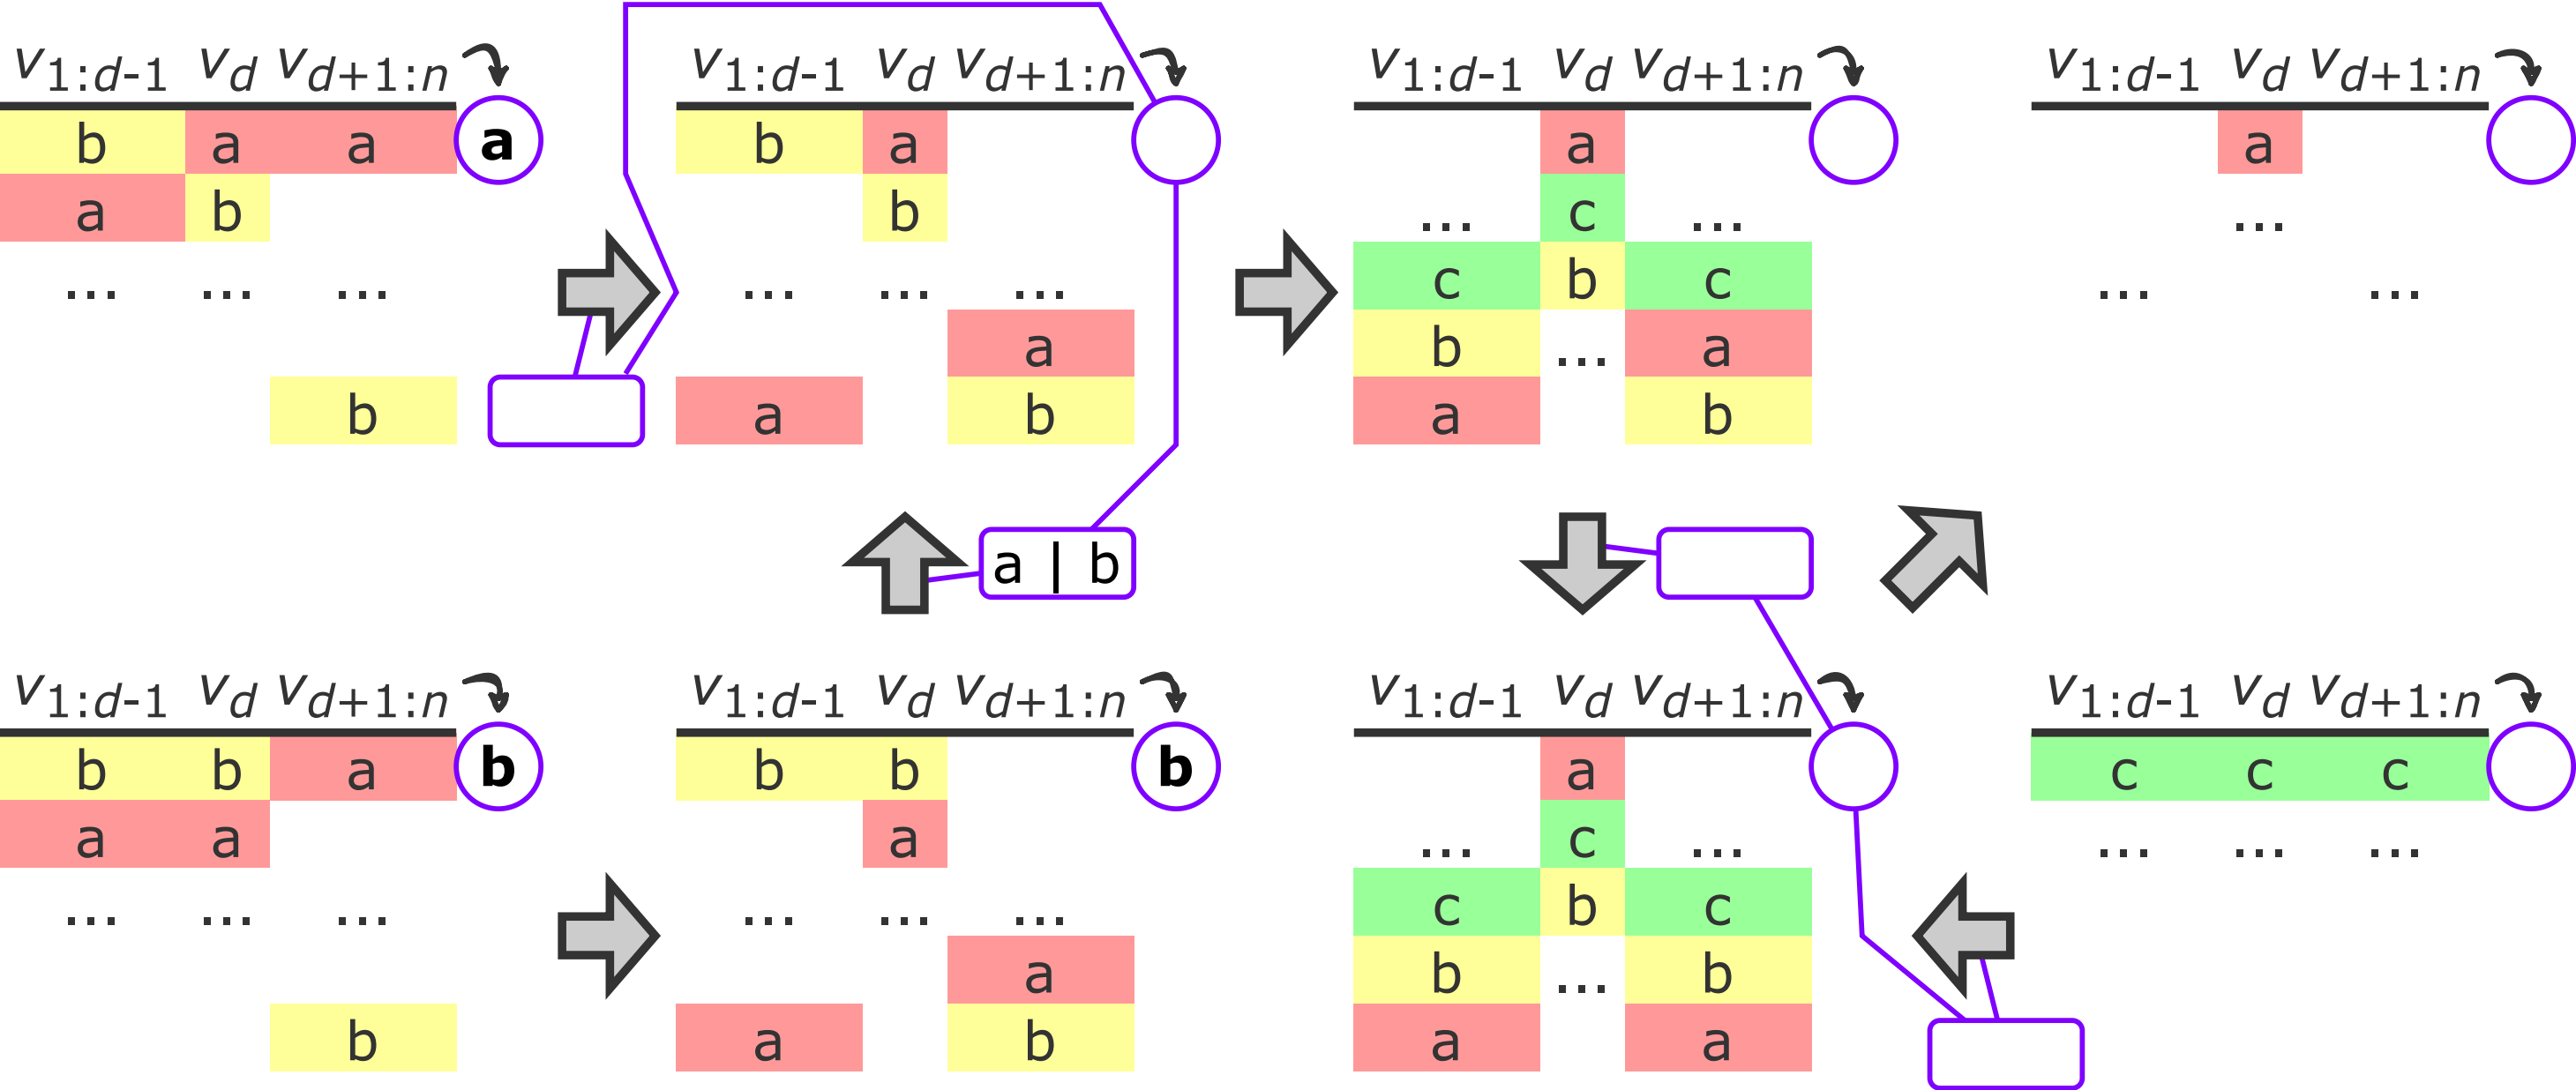 v1:d-1 vd vd+1:n v1:d-1 vd vd+1:n v1:d-1 vd vd+1:n v1:d-1 vd vd+1:n
b a a a b a a a
a b b c ... ... ...
... ... ... ... ... ... c b c ... ...
a b ... a
b a b a b
a | b
v1:d-1 vd vd+1:n v1:d-1 vd vd+1:n v1:d-1 vd vd+1:n v1:d-1 vd vd+1:n
b b a b b b b a c c c
a a a c ... ... ... ... ...
... ... ... ... ... ... c b c
a b ... b
b a b a a